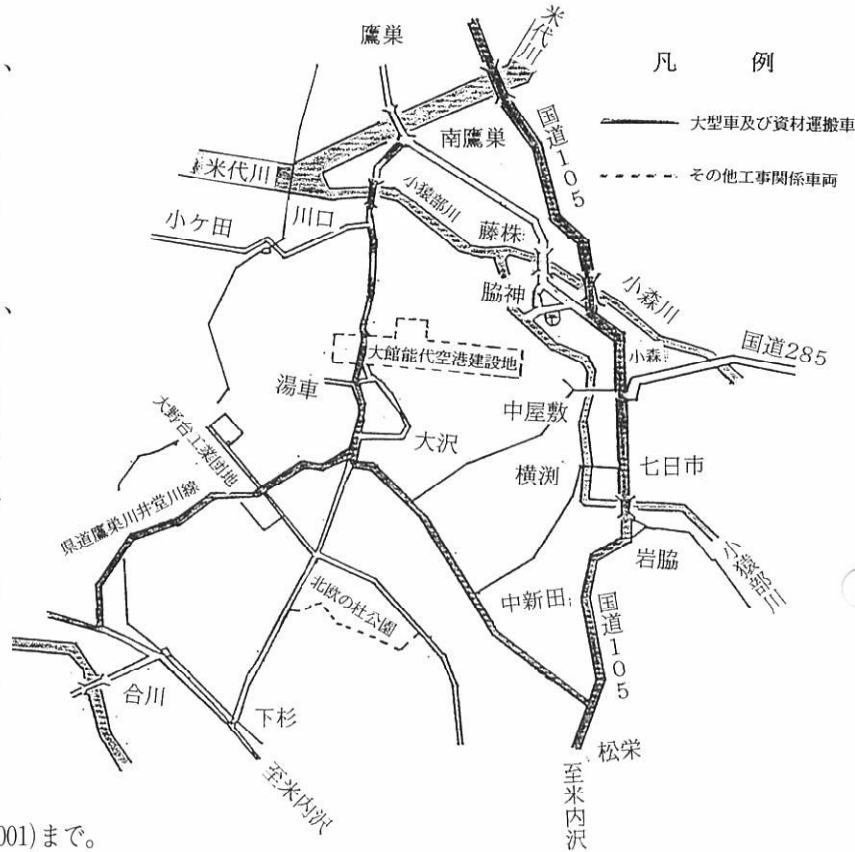 、
、
凡 例
大型車及び資材運搬車
その他工事関係車両
鷹巣
米代川
国道105
南鷹巣
米代川
小猿部川
小ケ田
川口
藤株
脇神
小森川
小森
国道285
大館能代空港建設地
湯車
中屋敷
大野台工業団地
大沢
横渕
七日市
県道鷹巣川井堂川線
岩脇
小猿部川
中新田
国道105
北欧の杜公園
合川
下杉
至米内沢
松栄
至米内沢
001)まで。